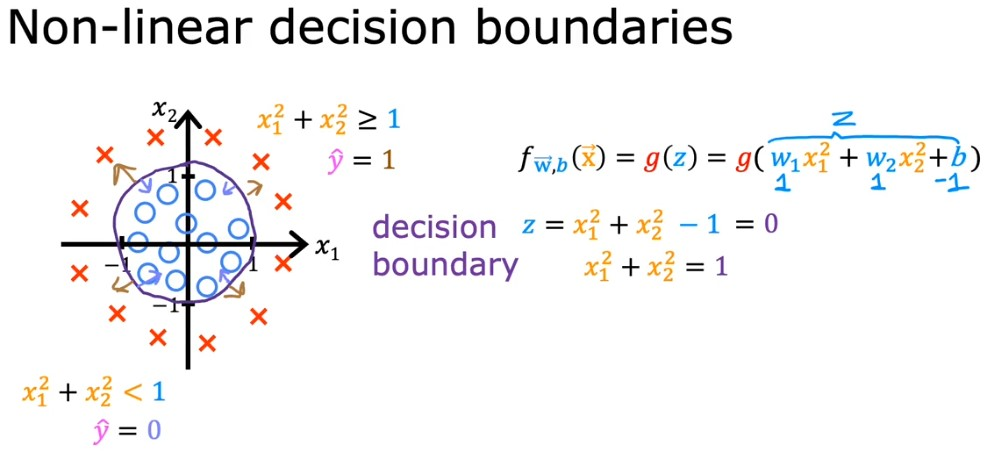 Non-linear decision boundaries
x₂
x₁² + x₂² ≥ 1
ŷ = 1
z
f_{w⃗,b}(x⃗) = g(z) = g(w₁x₁² + w₂x₂² + b)
1 1 -1
1
decision boundary
z = x₁² + x₂² − 1 = 0
x₁² + x₂² = 1
x₁
−1
1
−1
x₁² + x₂² < 1
ŷ = 0